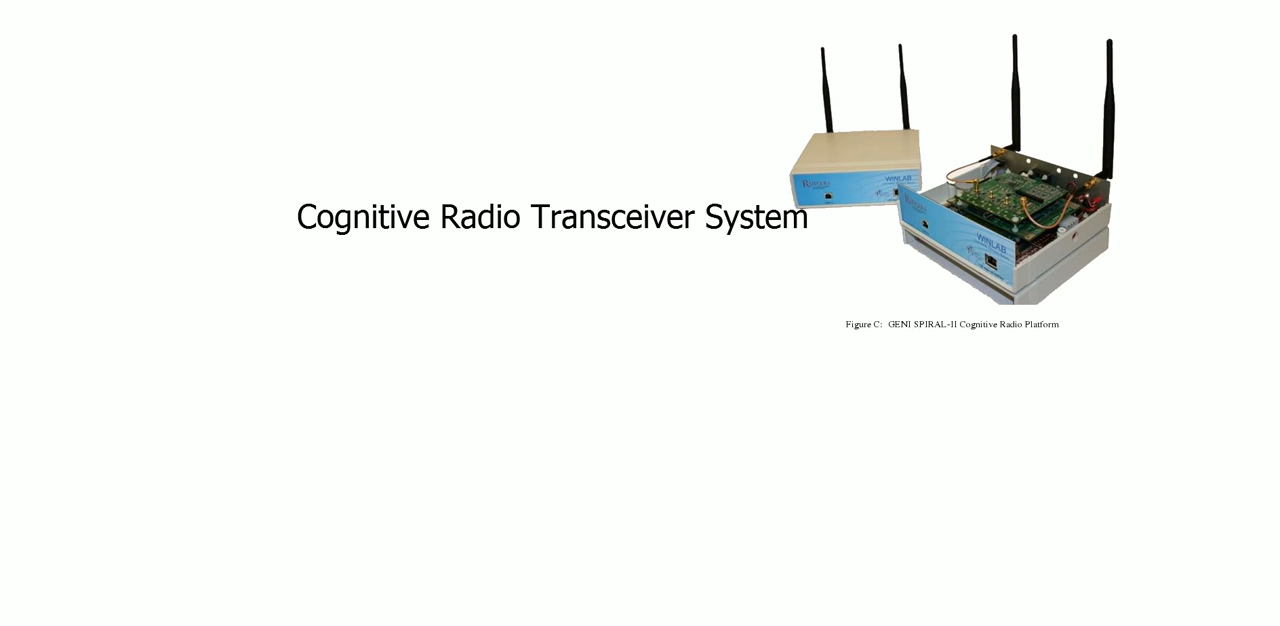 Cognitive Radio Transceiver System
WINLAB
WINLAB
Figure C:  GENI SPIRAL-II Cognitive Radio Platform